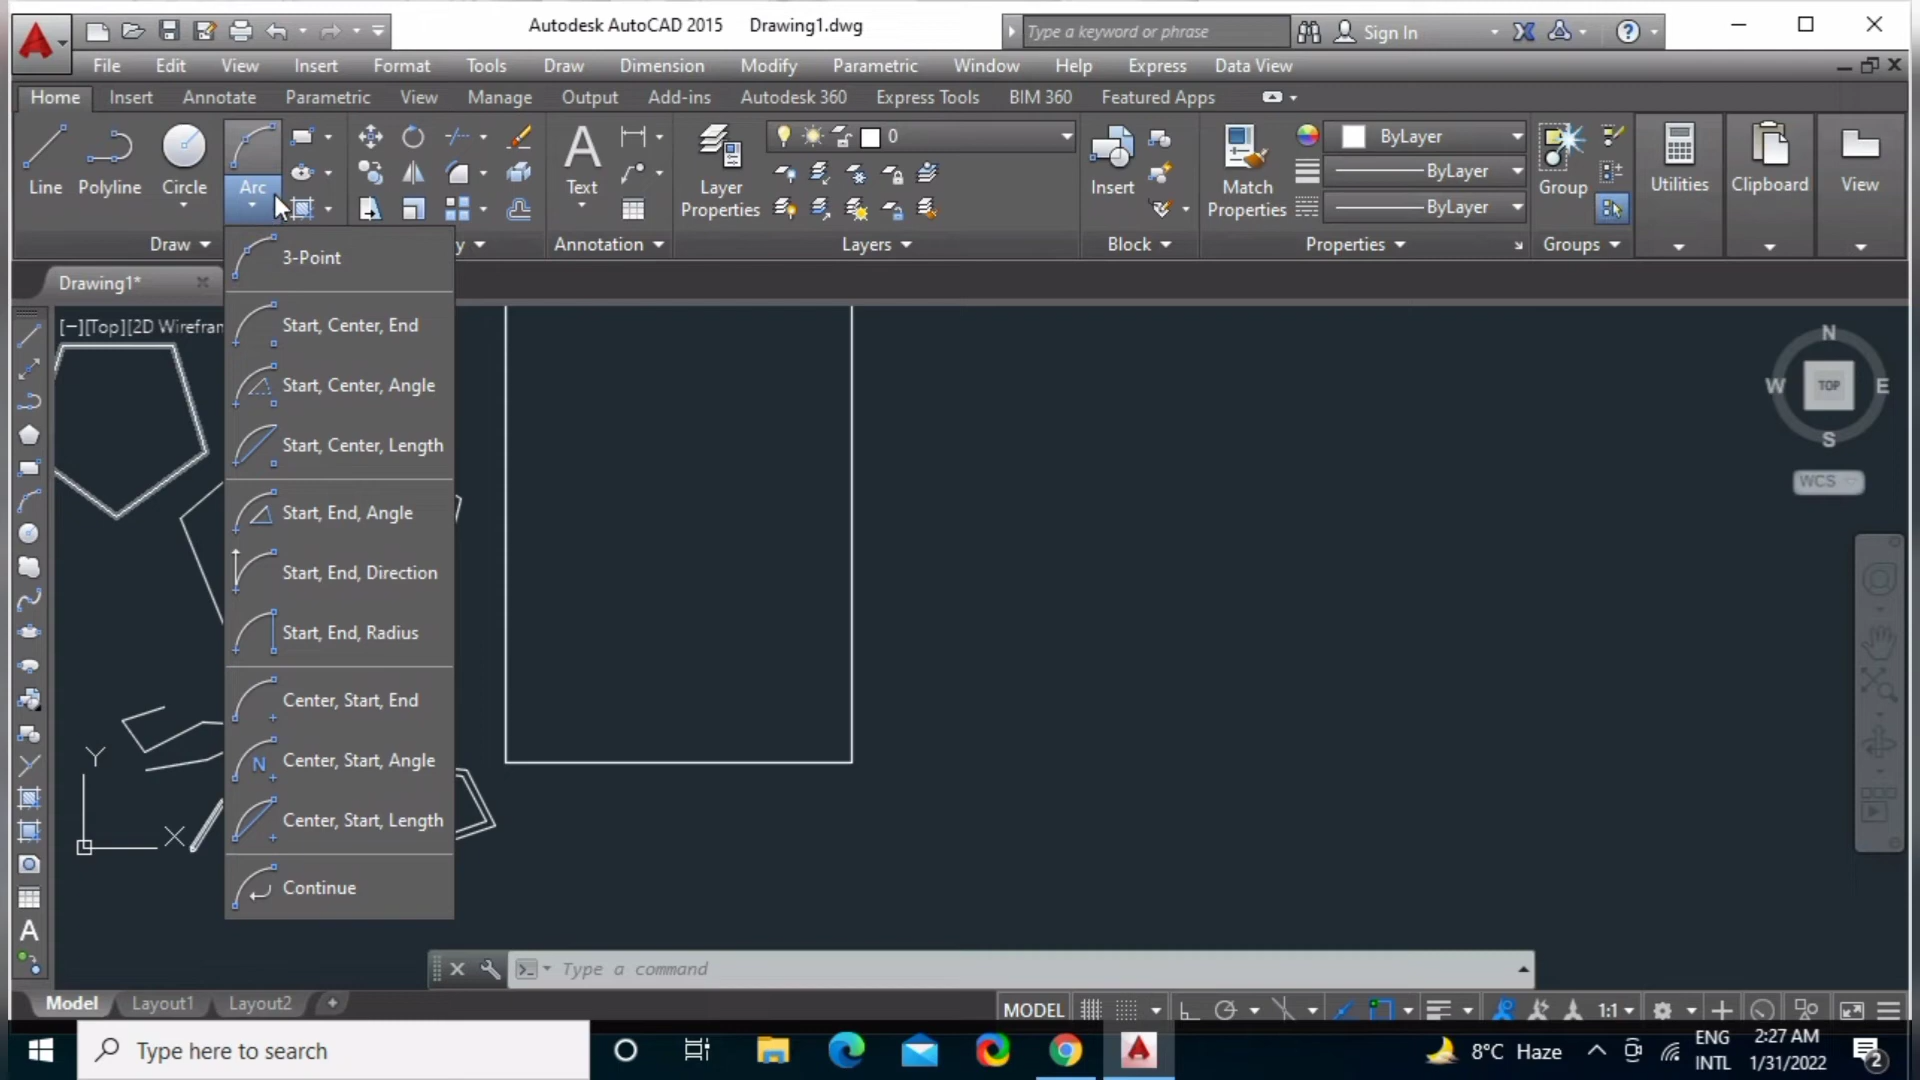 Autodesk AutoCAD 2015 Drawing1.dwg
Type a keyword or phrase
Sign In
File Edit View Insert Format Tools Draw Dimension Modify Parametric Window Help Express Data View
Home Insert Annotate Parametric View Manage Output Add-ins Autodesk 360 Express Tools BIM 360 Featured Apps
A
0
ByLayer
ByLayer
ByLayer
Line Polyline Circle Arc
Text
Layer
Properties
Insert
Match
Properties
Group Utilities Clipboard View
Draw
Annotation
Layers
Block
Properties
Groups
Drawing1*
[−][Top][2D Wirefra
3-Point
Start, Center, End
Start, Center, Angle
Start, Center, Length
Start, End, Angle
Start, End, Direction
Start, End, Radius
Center, Start, End
N Center, Start, Angle
Center, Start, Length
Continue
N
W TOP E
S
WCS
Y
X
A
Type a command
Model Layout1 Layout2
MODEL
1:1
Type here to search
8°C Haze
ENG
INTL
2:27 AM
1/31/2022
2